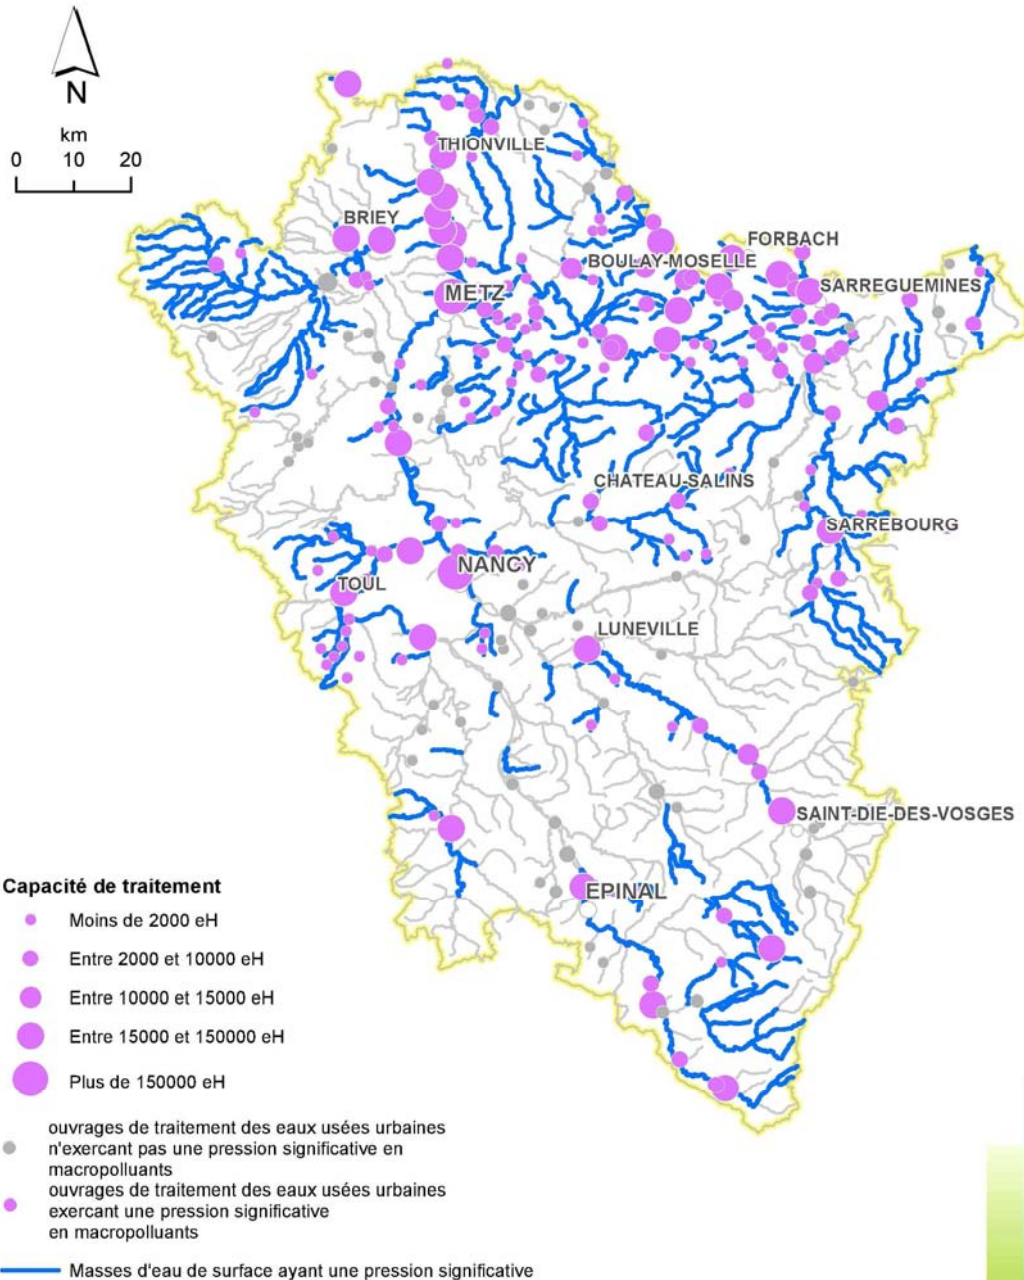 N
km
0 10 20
THIONVILLE
BRIEY
FORBACH
BOULAY-MOSELLE
SARREGUEMINES
METZ
CHATEAU-SALINS
SARREBOURG
NANCY
TOUL
LUNEVILLE
SAINT-DIE-DES-VOSGES
EPINAL
Capacité de traitement
Moins de 2000 eH
Entre 2000 et 10000 eH
Entre 10000 et 15000 eH
Entre 15000 et 150000 eH
Plus de 150000 eH
ouvrages de traitement des eaux usées urbaines
n'exercant pas une pression significative en
macropolluants
ouvrages de traitement des eaux usées urbaines
exercant une pression significative
en macropolluants
Masses d'eau de surface ayant une pression significative